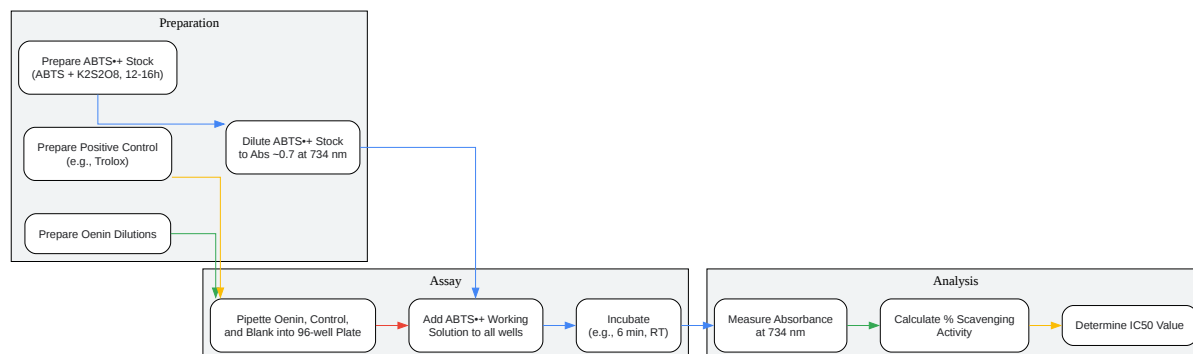 Preparation
Prepare ABTS•+ Stock
(ABTS + K2S2O8, 12-16h)
Prepare Positive Control
(e.g., Trolox)
Dilute ABTS•+ Stock
to Abs ~0.7 at 734 nm
Prepare Oenin Dilutions
Assay
Pipette Oenin, Control,
and Blank into 96-well Plate
Add ABTS•+ Working
Solution to all wells
Incubate
(e.g., 6 min, RT)
Analysis
Measure Absorbance
at 734 nm
Calculate % Scavenging
Activity
Determine IC50 Value